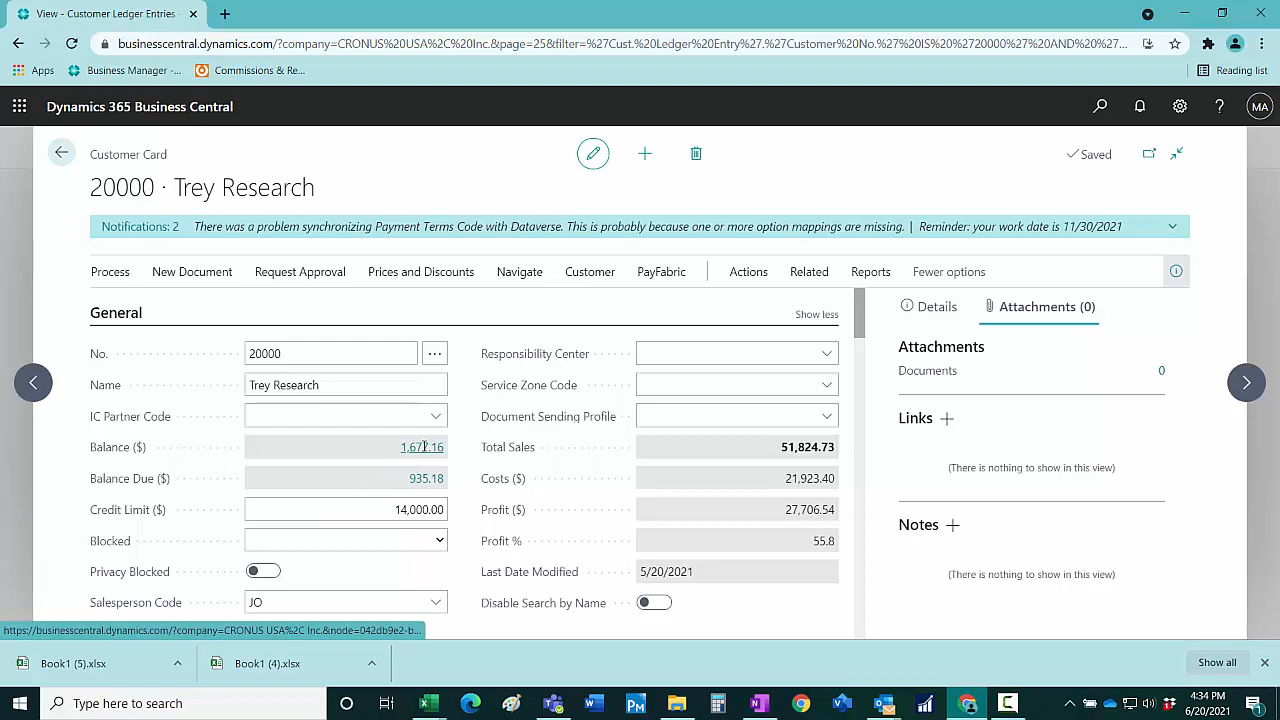 View - Customer Ledger Entries -
businesscentral.dynamics.com/?company=CRONUS%20USA%2C%20Inc.&page=25&filter=%27Cust.%20Ledger%20Entry%27.%27Customer%20No.%27%20IS%20%2720000%27%20AND%20%27...
Apps
Business Manager -...
Commissions & Re...
Reading list
Dynamics 365 Business Central
MA
Customer Card
Saved
20000 · Trey Research
Notifications: 2 There was a problem synchronizing Payment Terms Code with Dataverse. This is probably because one or more option mappings are missing. | Reminder: your work date is 11/30/2021
Process New Document Request Approval Prices and Discounts Navigate Customer PayFabric Actions Related Reports Fewer options
General
Show less
No. 20000
Name Trey Research
IC Partner Code
Balance ($)
Balance Due ($) 935.18
Credit Limit ($) 14,000.00
Blocked
Privacy Blocked
Salesperson Code JO
Responsibility Center
Service Zone Code
Document Sending Profile
Total Sales 51,824.73
Costs ($) 21,923.40
Profit ($) 27,706.54
Profit % 55.8
Last Date Modified 5/20/2021
Disable Search by Name
Details
Attachments (0)
Attachments
Documents 0
Links
(There is nothing to show in this view)
Notes
(There is nothing to show in this view)
https://businesscentral.dynamics.com/?company=CRONUS USA%2C Inc.&node=042db9e2-b...
Book1 (5).xlsx
Book1 (4).xlsx
Show all
Type here to search
4:34 PM
6/20/2021